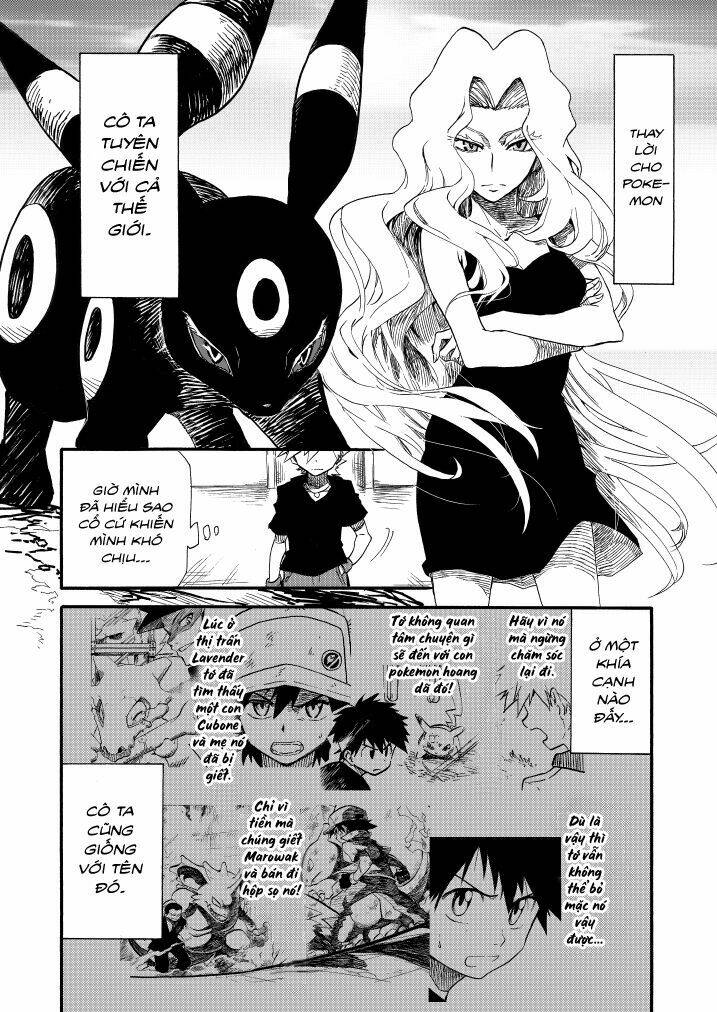 THAY LỜI
CHO
POKE-
MON
CÔ TA
TUYÊN
CHIẾN
VỚI CẢ
THẾ
GIỚI.
GIỜ MÌNH
ĐÃ HIỂU SAO
CỔ CỨ KHIẾN
MÌNH KHÓ
CHỊU...
Ở MỘT
KHÍA
CẠNH
NÀO
ĐẤY...
Hãy vì nó
mà ngừng
chăm sóc
lại đi.
Tớ không quan
tâm chuyện gì
sẽ đến với con
pokemon hoang
dã đó!
Lúc ở
thị trấn
Lavender
tớ đã
tìm thấy
một con
Cubone
và mẹ nó
đã bị
giết.
Dù là
vậy thì
tớ vẫn
không
thể bỏ
mặc nó
vậy
được...
Chỉ vì
tiền mà
chúng giết
Marowak
và bán đi
hộp sọ nó!
CÔ TA
CŨNG
GIỐNG
VỚI TÊN
ĐÓ.